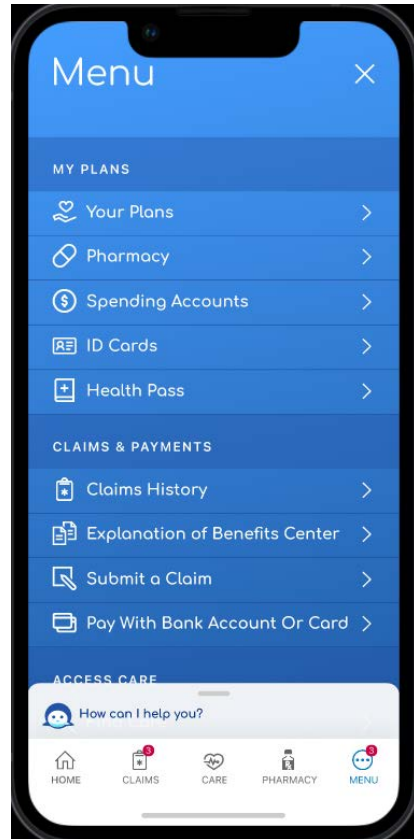 Menu
MY PLANS
Your Plans
Pharmacy
Spending Accounts
ID Cards
Health Pass
CLAIMS & PAYMENTS
Claims History
Explanation of Benefits Center
Submit a Claim
Pay With Bank Account Or Card
ACCESS CARE
How can I help you?
3
3
HOME
CLAIMS
CARE
PHARMACY
MENU